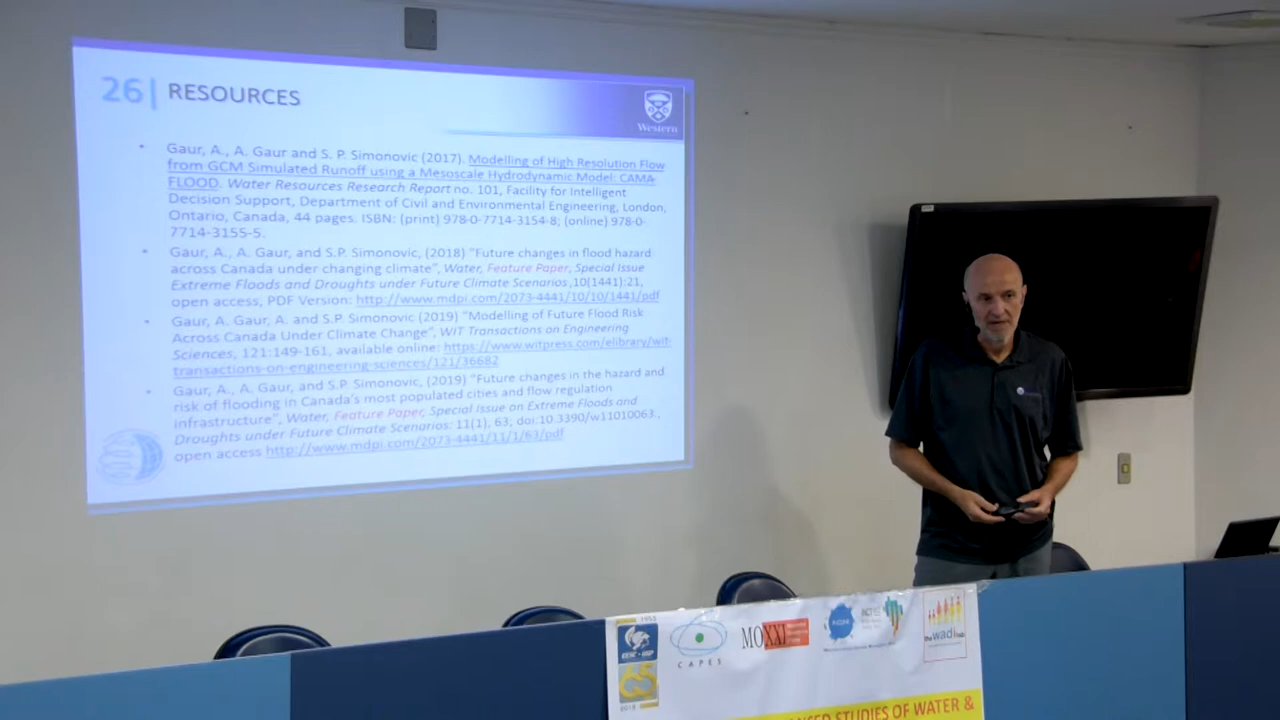 26| RESOURCES
Western
Gaur, A., A. Gaur and S. P. Simonovic (2017). Modelling of High Resolution Flow
from GCM Simulated Runoff using a Mesoscale Hydrodynamic Model: CAMA-
FLOOD. Water Resources Research Report no. 101, Facility for Intelligent
Decision Support, Department of Civil and Environmental Engineering, London,
Ontario, Canada, 44 pages. ISBN: (print) 978-0-7714-3154-8; (online) 978-0-
7714-3155-5.
Gaur, A., A. Gaur, and S.P. Simonovic, (2018) "Future changes in flood hazard
across Canada under changing climate", Water, Feature Paper, Special Issue
Extreme Floods and Droughts under Future Climate Scenarios,10(1441):21,
open access, PDF Version: http://www.mdpi.com/2073-4441/10/10/1441/pdf
Gaur, A. Gaur, A. and S.P. Simonovic (2019) "Modelling of Future Flood Risk
Across Canada Under Climate Change", WIT Transactions on Engineering
Sciences, 121:149-161, available online: https://www.witpress.com/elibrary/wit-
transactions-on-engineering-sciences/121/36682
Gaur, A., A. Gaur, and S.P. Simonovic, (2019) "Future changes in the hazard and
risk of flooding in Canada's most populated cities and flow regulation
infrastructure", Water, Feature Paper, Special Issue on Extreme Floods and
Droughts under Future Climate Scenarios: 11(1), 63; doi:10.3390/w11010063.,
open access http://www.mdpi.com/2073-4441/11/1/63/pdf
1953
EESC - USP
65
2018
CAPES
MOXXI
the wadi
STUDIES OF WATER &